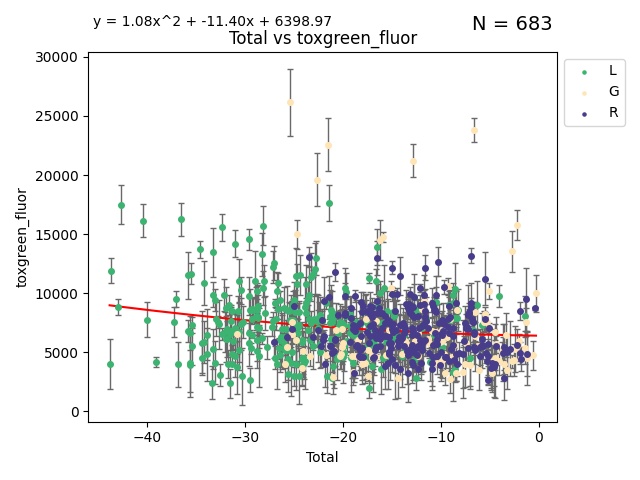 y = 1.08x^2 + -11.40x + 6398.97
N = 683
Total vs toxgreen_fluor
30000
25000
20000
15000
10000
5000
0
toxgreen_fluor
−40
−30
−20
−10
0
Total
L
G
R